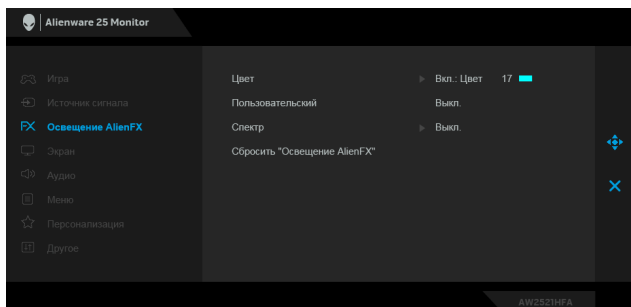 Alienware 25 Monitor
Игра
Источник сигнала
FX Освещение AlienFX
Экран
Аудио
Меню
Персонализация
Другое
Цвет Вкл.: Цвет 17
Пользовательский Выкл.
Спектр Выкл.
Сбросить "Освещение AlienFX"
AW2521HFA